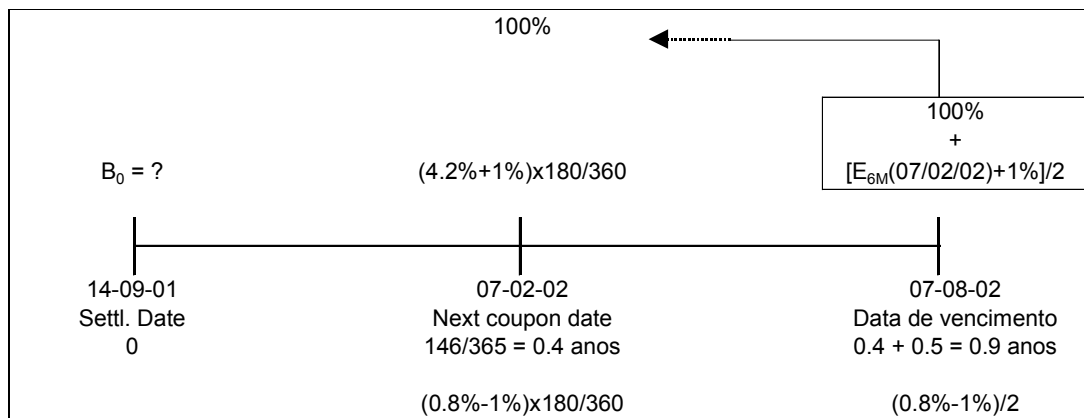 100%
100%
+
B0 = ?
(4.2%+1%)x180/360
[E6M(07/02/02)+1%]/2
14-09-01
07-02-02
07-08-02
Settl. Date
Next coupon date
Data de vencimento
0
146/365 = 0.4 anos
0.4 + 0.5 = 0.9 anos
(0.8%-1%)x180/360
(0.8%-1%)/2